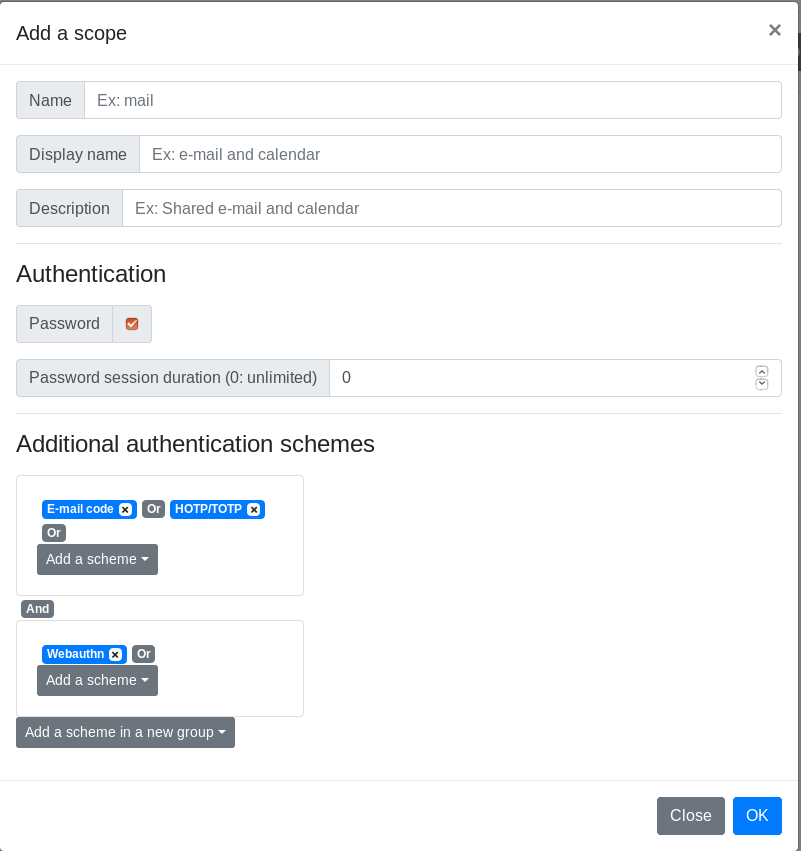 Add a scope ×
Name Ex: mail
Display name Ex: e-mail and calendar
Description Ex: Shared e-mail and calendar
Authentication
Password
Password session duration (0: unlimited) 0
Additional authentication schemes
E-mail code Or HOTP/TOTP
Or
Add a scheme
And
Webauthn Or
Add a scheme
Add a scheme in a new group
Close OK